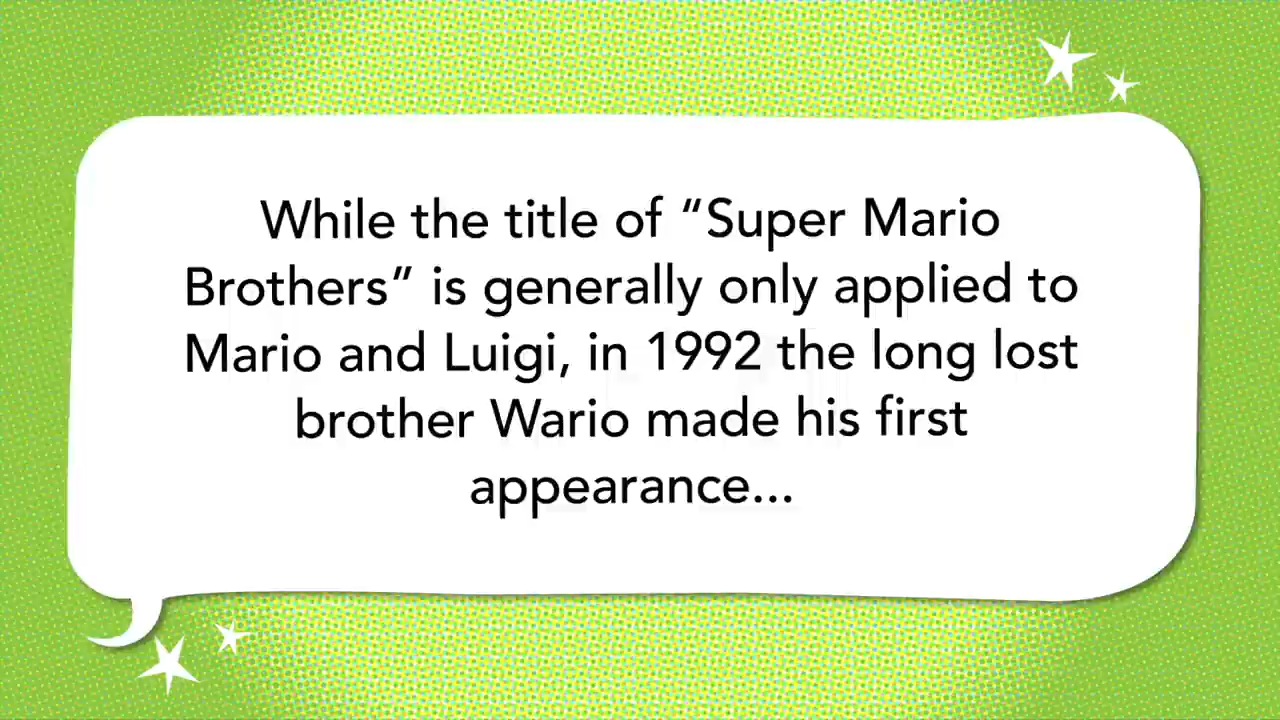 While the title of “Super Mario
Brothers” is generally only applied to
Mario and Luigi, in 1992 the long lost
brother Wario made his first
appearance...